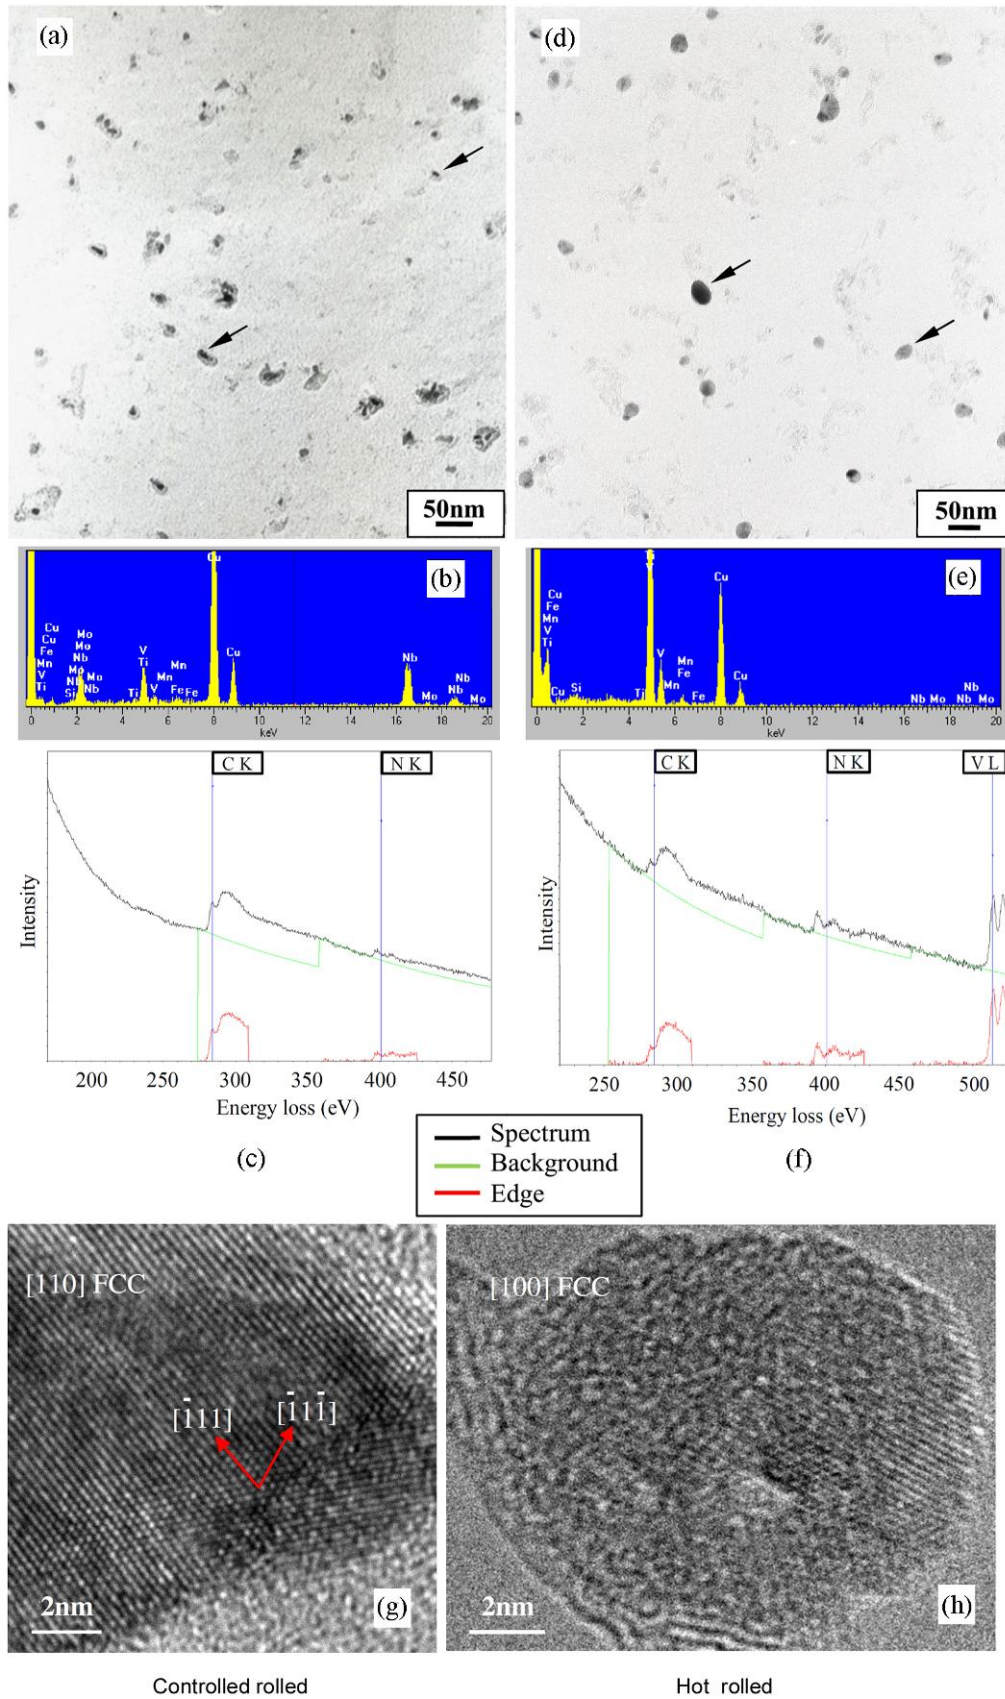 (a)
(d)
50nm
50nm
(b)
Cu
Cu
Cu
Fe
Mn
V
Ti
Mo
Mo
Nb
Mo
Nb
Mo
Nb
Si
V
Ti
Ti
Mn
V
Mn
Fe
Fe
Cu
Nb
Mo
Nb
Nb
Mo
0 2 4 6 8 10 12 14 16 18 20
keV
(e)
Cu
Fe
Mn
V
Ti
Cu
Si
Ti
V
Ti
V
Mn
Fe
Mn
Fe
Cu
Cu
Nb
Mo
Nb
Nb
Mo
0 2 4 6 8 10 12 14 16 18 20
keV
C K
N K
Intensity
200 250 300 350 400 450
Energy loss (eV)
(c)
C K
N K
V L
Intensity
250 300 350 400 450 500
Energy loss (eV)
(f)
Spectrum
Background
Edge
[110] FCC
[1̄11]
[1̄11̄]
2nm
(g)
[100] FCC
2nm
(h)
Controlled rolled
Hot rolled